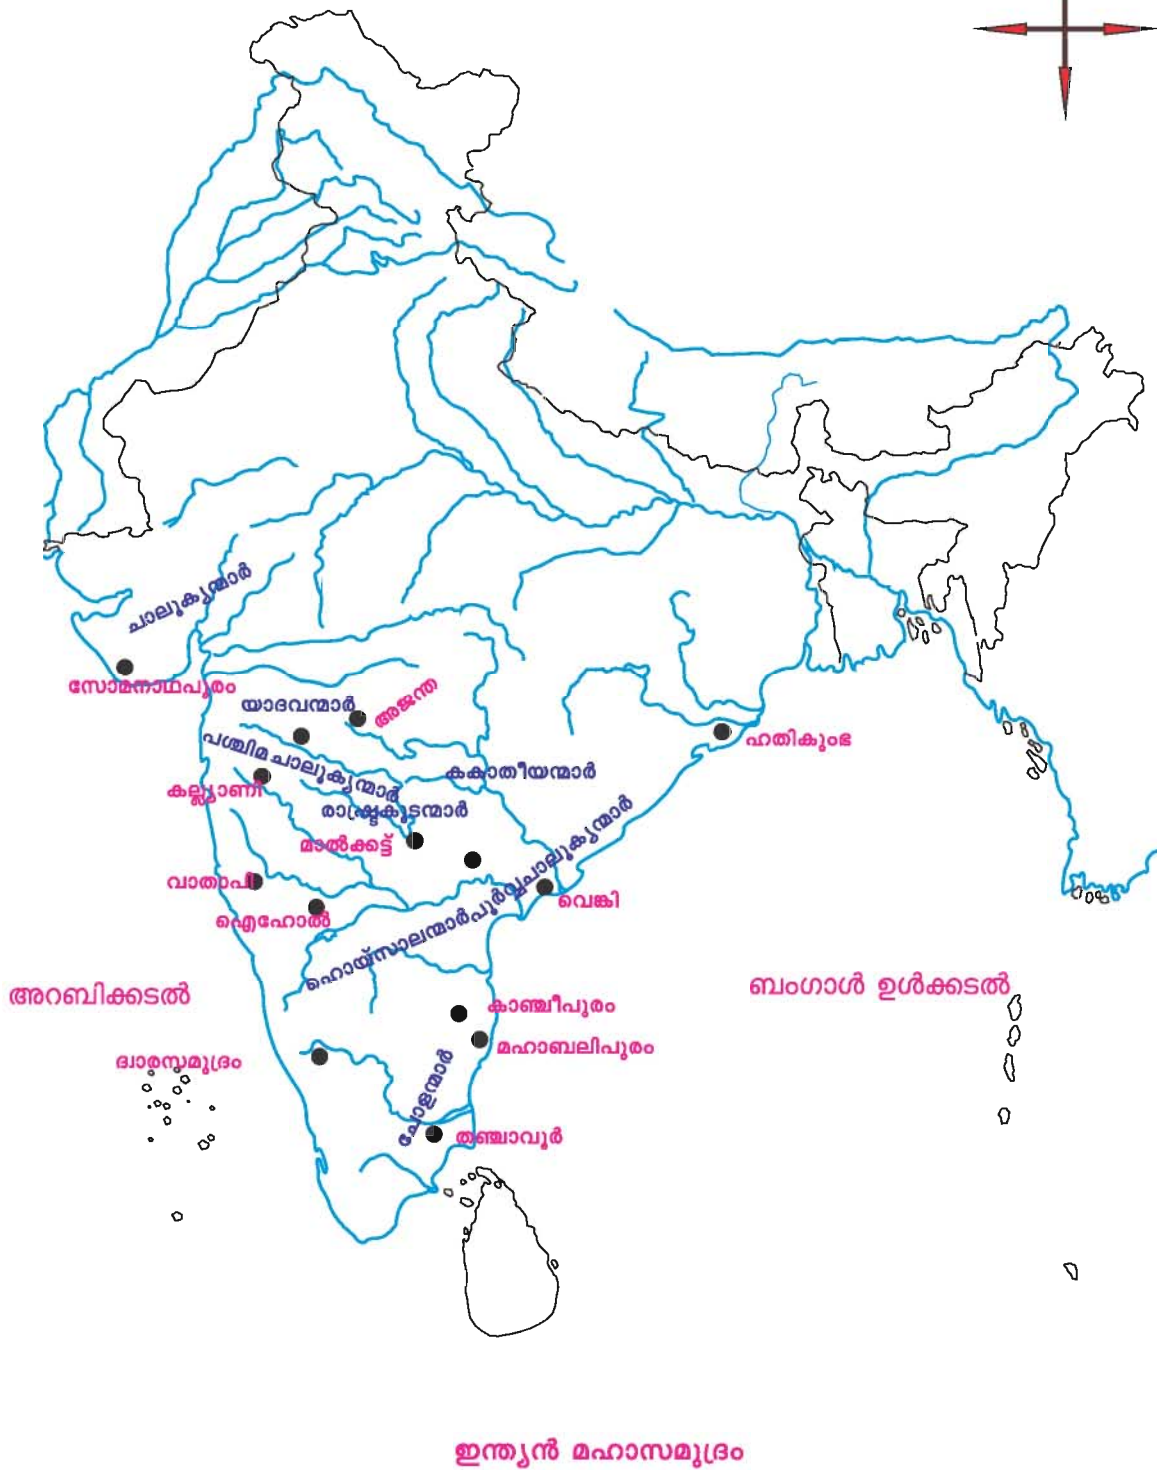 ചാലൂക്യന്മാർ
സോമനാഥപുരം
യാദവന്മാർ
അജന്ത
ഹതികുംഭ
പശ്ചിമചാലൂക്യന്മാർ
കകാതീയന്മാർ
കല്ല്യാണി
രാഷ്ട്രകൂടന്മാർ
മാൽക്കട്ട്
പൂർവ്വചാലൂക്യന്മാർ
വാതാപി
വെങ്കി
ഐഹോൽ
ഹൊയ്സാലന്മാർ
അറബിക്കടൽ
ബംഗാൾ ഉൾക്കടൽ
കാഞ്ചീപുരം
മഹാബലിപുരം
ദ്വാരസമുദ്രം
ചോളന്മാർ
തഞ്ചാവൂർ
ഇന്ത്യൻ മഹാസമുദ്രം